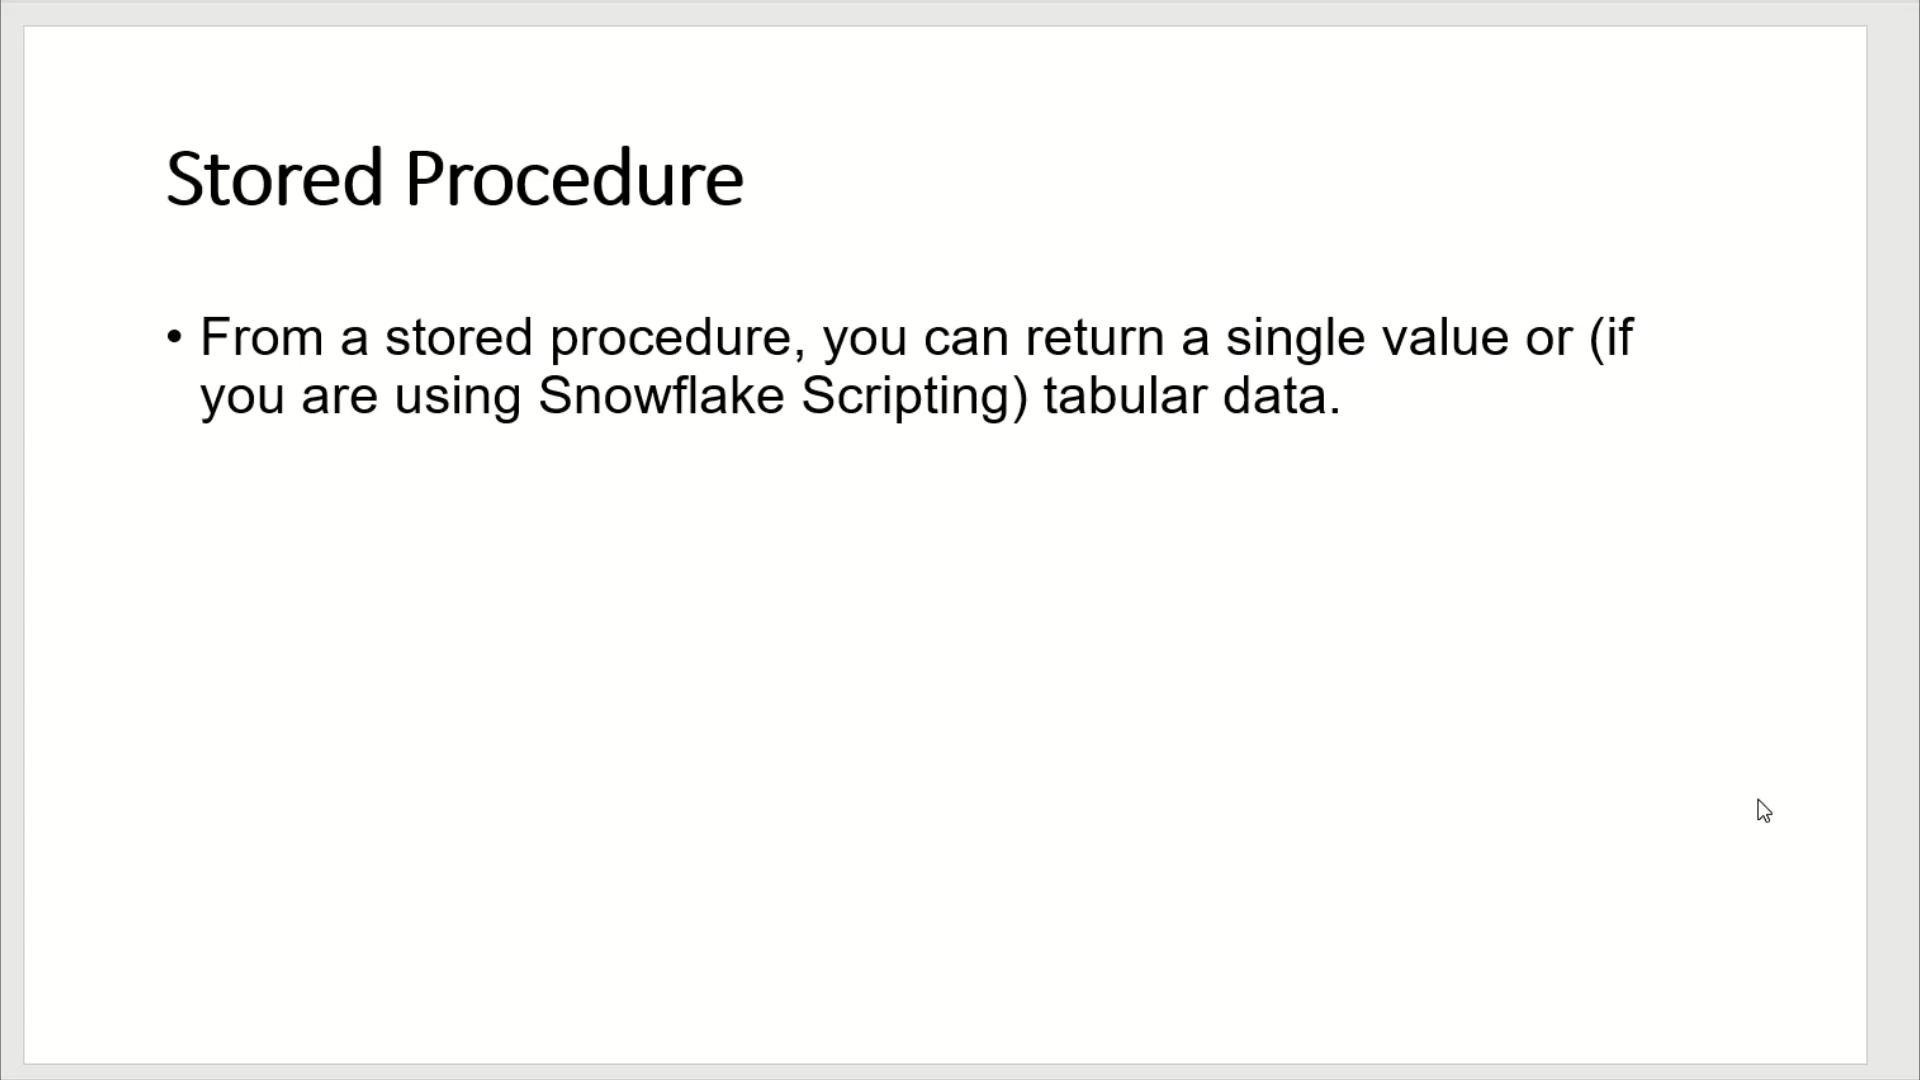 Stored Procedure
• From a stored procedure, you can return a single value or (if
you are using Snowflake Scripting) tabular data.